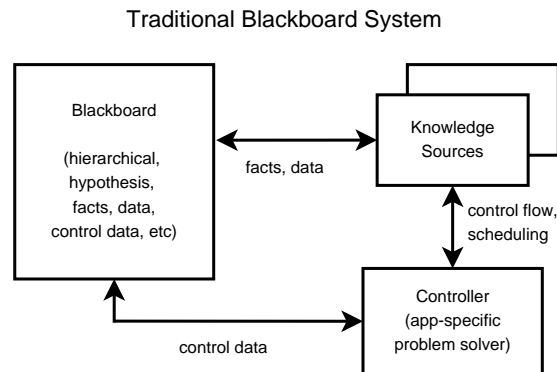 Traditional Blackboard System
Blackboard
(hierarchical,
hypothesis,
facts, data,
control data, etc)
facts, data
Knowledge
Sources
control flow,
scheduling
Controller
(app-specific
problem solver)
control data